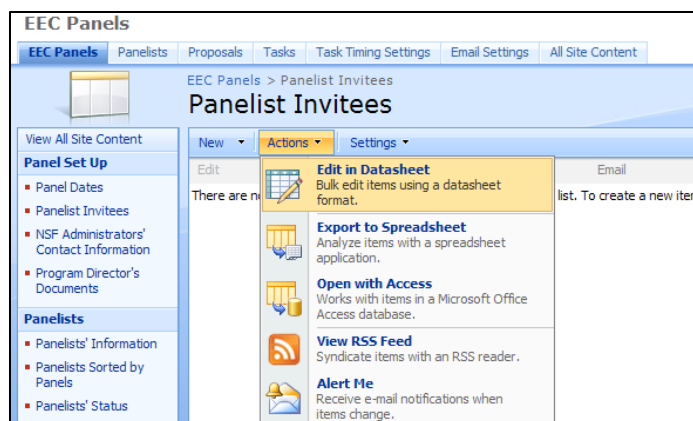 EEC Panels
EEC Panels Panelists Proposals Tasks Task Timing Settings Email Settings All Site Content
EEC Panels > Panelist Invitees
Panelist Invitees
View All Site Content
Panel Set Up
Panel Dates
Panelist Invitees
NSF Administrators'
Contact Information
Program Director's
Documents
Panelists
Panelists' Information
Panelists Sorted by
Panels
Panelists' Status
New Actions Settings
Edit Email
There are list. To create a new
Edit in Datasheet
Bulk edit items using a datasheet
format.
Export to Spreadsheet
Analyze items with a spreadsheet
application.
Open with Access
Works with items in a Microsoft Office
Access database.
View RSS Feed
Syndicate items with an RSS reader.
Alert Me
Receive e-mail notifications when
items change.